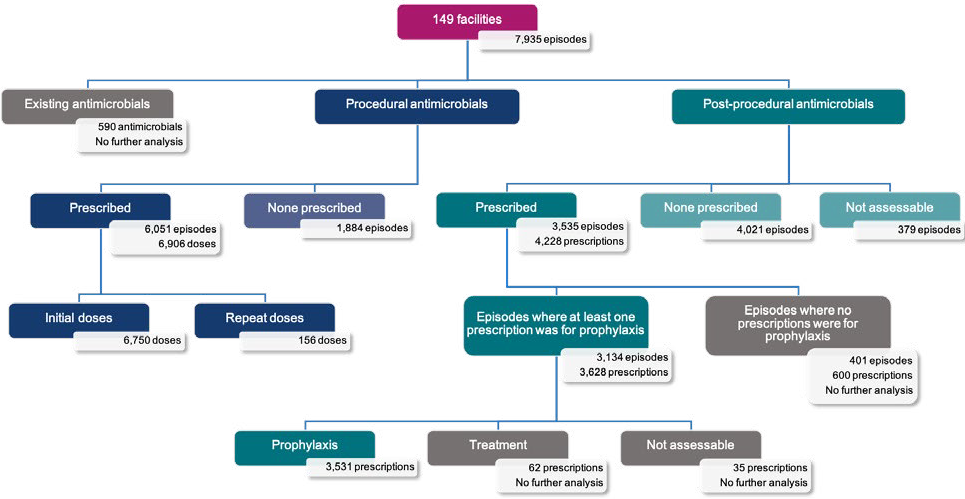 149 facilities
7,935 episodes
Existing antimicrobials
590 antimicrobials
No further analysis
Procedural antimicrobials
Post-procedural antimicrobials
Prescribed
6,051 episodes
6,906 doses
None prescribed
1,884 episodes
Prescribed
3,535 episodes
4,228 prescriptions
None prescribed
4,021 episodes
Not assessable
379 episodes
Initial doses
6,750 doses
Repeat doses
156 doses
Episodes where at least one
prescription was for prophylaxis
3,134 episodes
3,628 prescriptions
Episodes where no
prescriptions were for
prophylaxis
401 episodes
600 prescriptions
No further analysis
Prophylaxis
3,531 prescriptions
Treatment
62 prescriptions
No further analysis
Not assessable
35 prescriptions
No further analysis